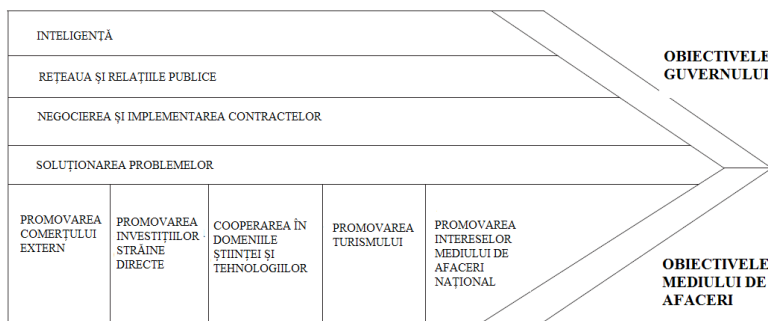 INTELIGENȚĂ
REȚEAUA ȘI RELAȚIILE PUBLICE
NEGOCIEREA ȘI IMPLEMENTAREA CONTRACTELOR
SOLUȚIONAREA PROBLEMELOR
PROMOVAREA
COMERȚULUI
EXTERN
PROMOVAREA
INVESTIȚIILOR
STRĂINE
DIRECTE
COOPERAREA ÎN
DOMENIILE
ȘTIINȚEI ȘI
TEHNOLOGIILOR
PROMOVAREA
TURISMULUI
PROMOVAREA
INTERESELOR
MEDIULUI DE
AFACERI
NAȚIONAL
OBIECTIVELE
GUVERNULUI
OBIECTIVELE
MEDIULUI DE
AFACERI